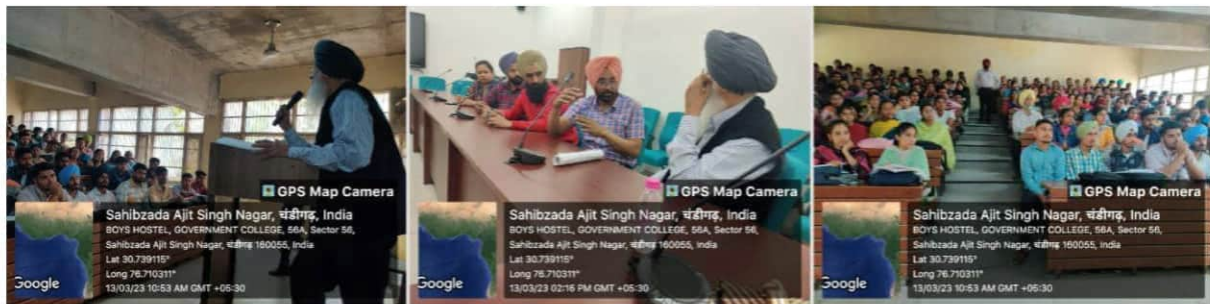 GPS Map Camera
Sahibzada Ajit Singh Nagar, चंडीगढ़, India
BOYS HOSTEL, GOVERNMENT COLLEGE, 56A, Sector 56,
Sahibzada Ajit Singh Nagar, चंडीगढ़ 160055, India
Lat 30.739115°
Long 76.710311°
13/03/23 10:53 AM GMT +05:30
Google
GPS Map Camera
Sahibzada Ajit Singh Nagar, चंडीगढ़, India
BOYS HOSTEL, GOVERNMENT COLLEGE, 56A, Sector 56,
Sahibzada Ajit Singh Nagar, चंडीगढ़ 160055, India
Lat 30.739115°
Long 76.710311°
13/03/23 02:16 PM GMT +05:30
Google
GPS Map Camera
Sahibzada Ajit Singh Nagar, चंडीगढ़, India
BOYS HOSTEL, GOVERNMENT COLLEGE, 56A, Sector 56,
Sahibzada Ajit Singh Nagar, चंडीगढ़ 160055, India
Lat 30.739115°
Long 76.710311°
13/03/23 10:53 AM GMT +05:30
Google